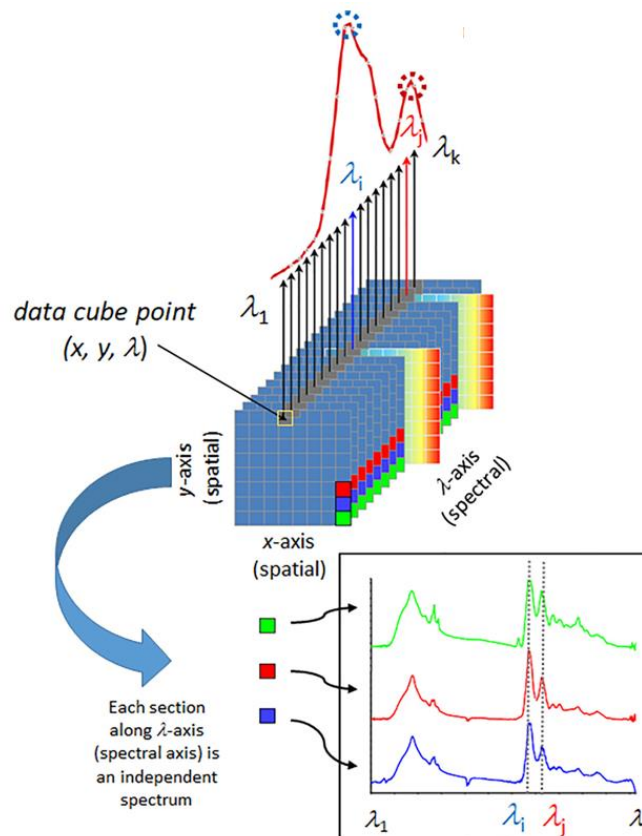 λj
λk
λi
λ1
data cube point
(x, y, λ)
y-axis
(spatial)
λ-axis
(spectral)
x-axis
(spatial)
Each section
along λ-axis
(spectral axis) is
an independent
spectrum
λ1
λi
λj
λ